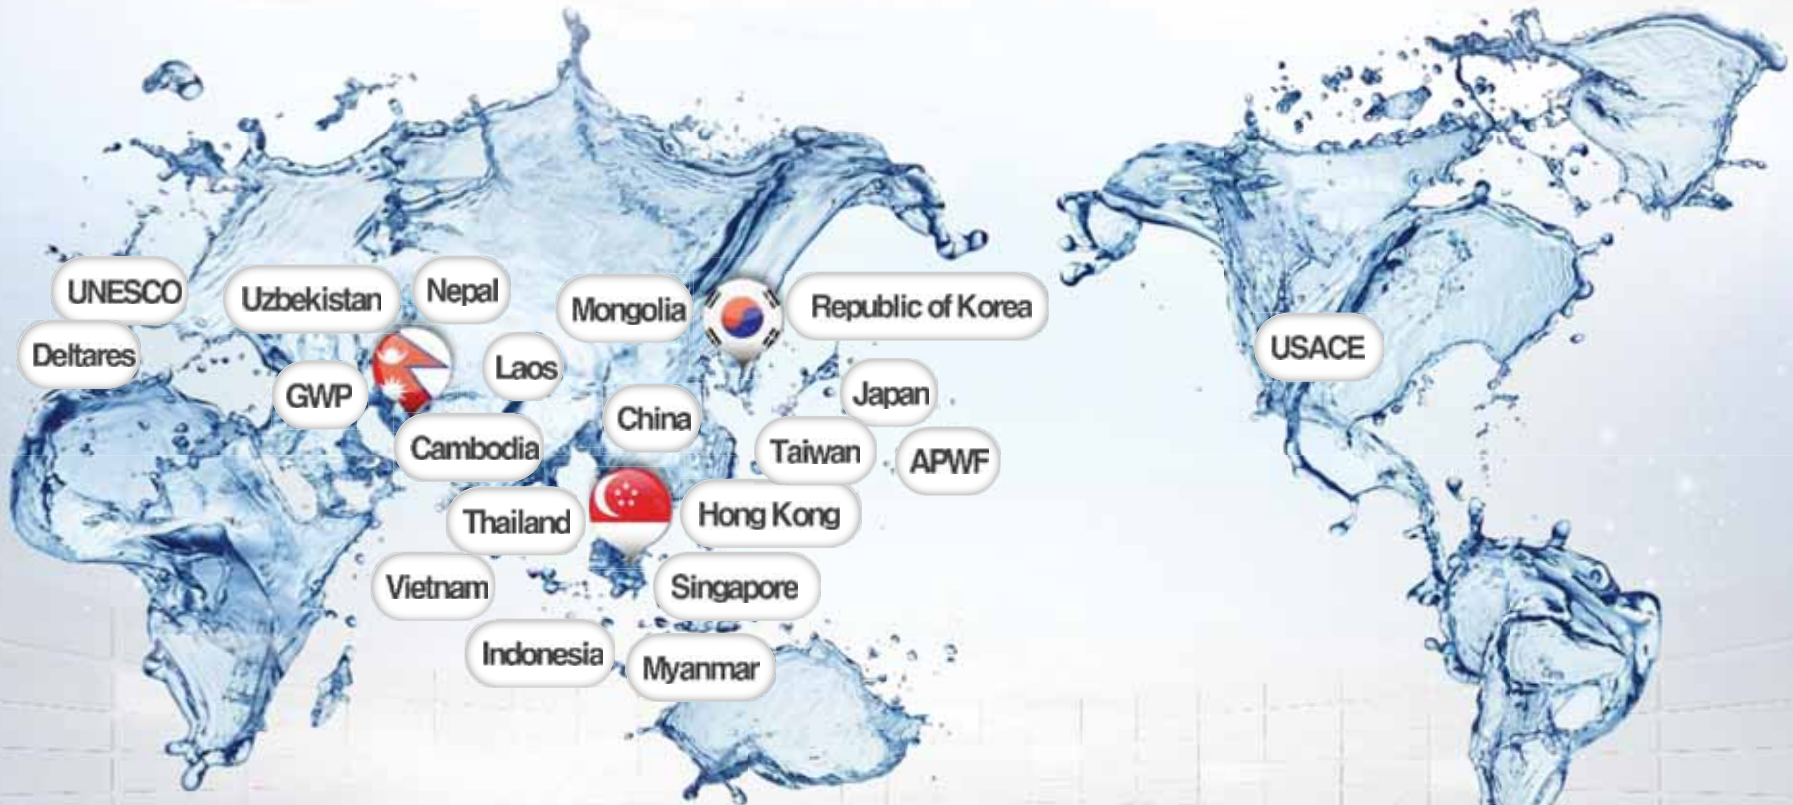 UNESCO
Uzbekistan
Nepal
Mongolia
Republic of Korea
Deltares
GWP
Laos
USACE
Japan
China
Cambodia
Taiwan
APWF
Thailand
Hong Kong
Vietnam
Singapore
Indonesia
Myanmar